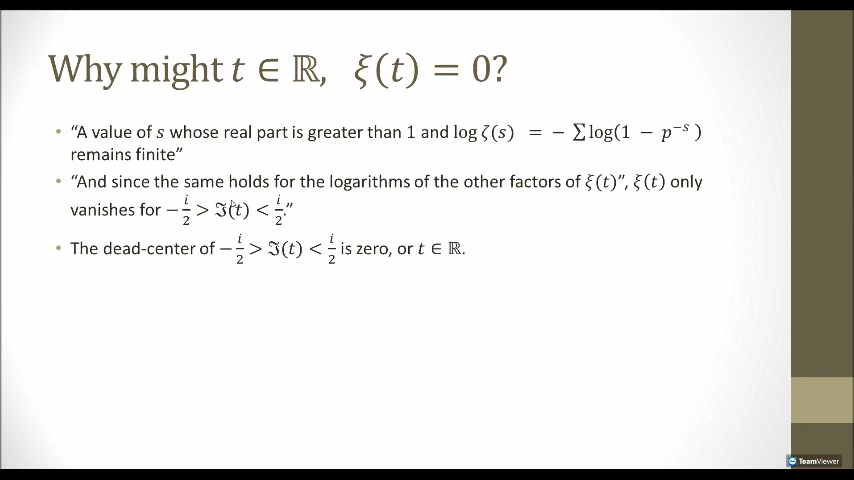 Why might t ∈ ℝ, ξ(t) = 0?
• “A value of s whose real part is greater than 1 and log ζ(s) = − ∑ log(1 − p⁻ˢ)
remains finite”
• “And since the same holds for the logarithms of the other factors of ξ(t)”, ξ(t) only
vanishes for −i/2 > ℑ(t) < i/2.”
• The dead-center of −i/2 > ℑ(t) < i/2 is zero, or t ∈ ℝ.
TeamViewer